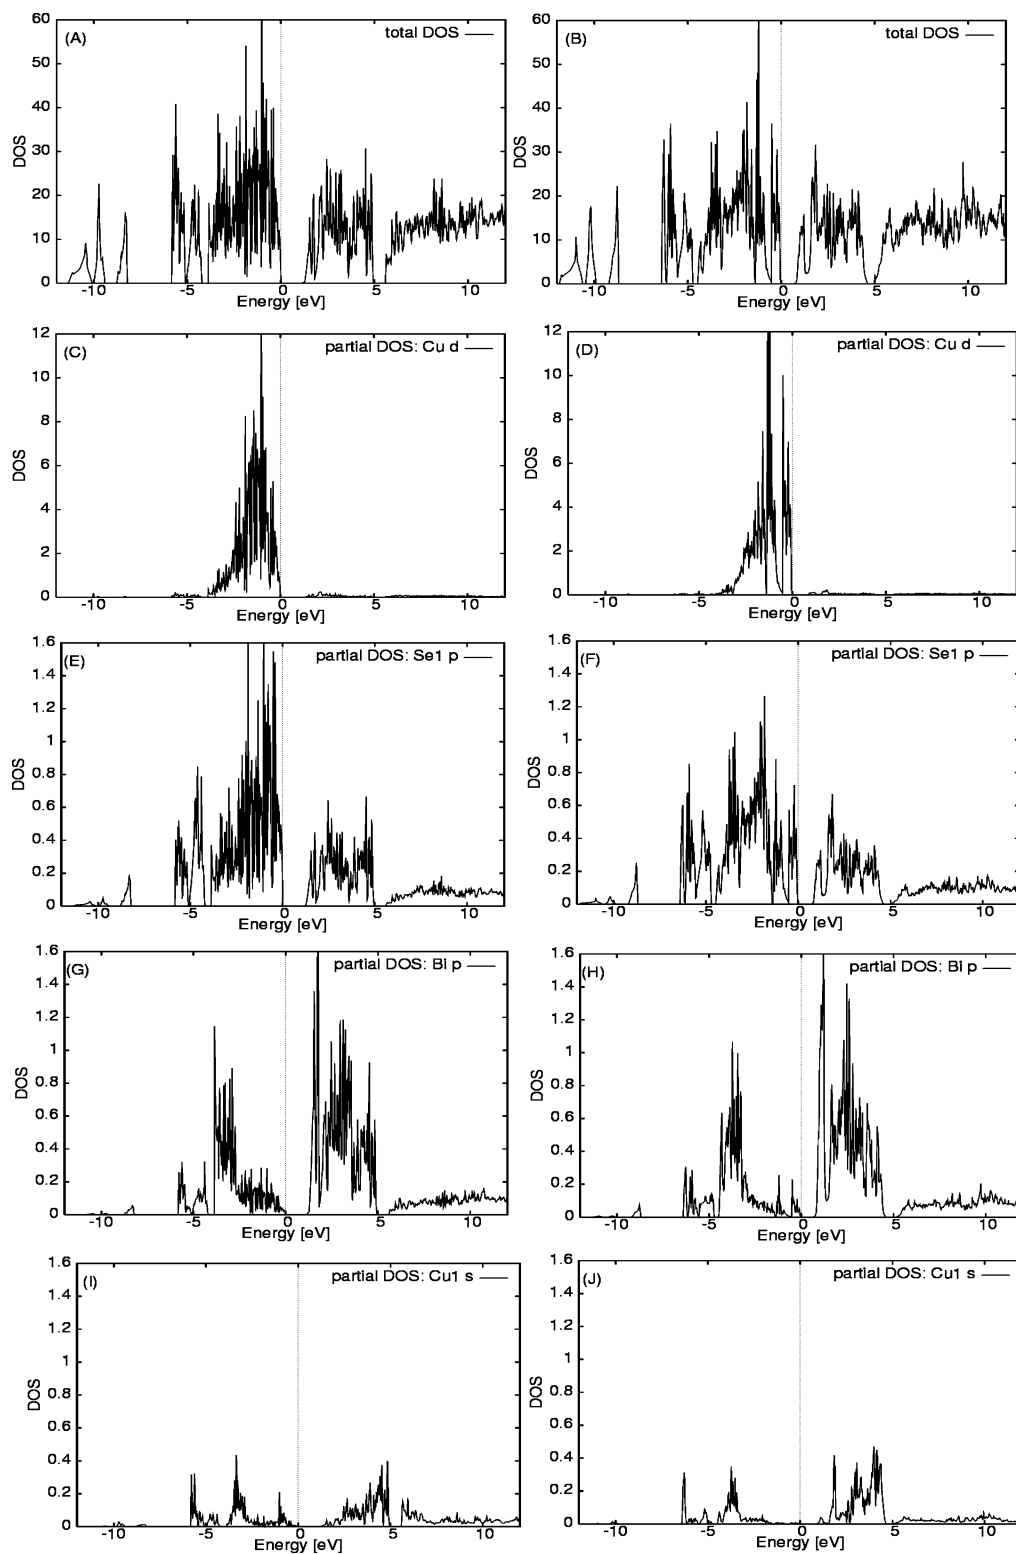 (A) total DOS
60
50
40
30
20
10
0
DOS
-10 -5 0 5 10
Energy [eV]
(B) total DOS
60
50
40
30
20
10
0
DOS
-10 -5 0 5 10
Energy [eV]
(C) partial DOS: Cu d
12
10
8
6
4
2
0
DOS
-10 -5 0 5 10
Energy [eV]
(D) partial DOS: Cu d
12
10
8
6
4
2
0
DOS
-10 -5 0 5 10
Energy [eV]
(E) partial DOS: Se1 p
1.6
1.4
1.2
1
0.8
0.6
0.4
0.2
0
DOS
-10 -5 0 5 10
Energy [eV]
(F) partial DOS: Se1 p
1.6
1.4
1.2
1
0.8
0.6
0.4
0.2
0
DOS
-10 -5 0 5 10
Energy [eV]
(G) partial DOS: Bi p
1.6
1.4
1.2
1
0.8
0.6
0.4
0.2
0
DOS
-10 -5 0 5 10
Energy [eV]
(H) partial DOS: Bi p
1.6
1.4
1.2
1
0.8
0.6
0.4
0.2
0
DOS
-10 -5 0 5 10
Energy [eV]
(I) partial DOS: Cu1 s
1.6
1.4
1.2
1
0.8
0.6
0.4
0.2
0
DOS
-10 -5 0 5 10
Energy [eV]
(J) partial DOS: Cu1 s
1.6
1.4
1.2
1
0.8
0.6
0.4
0.2
0
DOS
-10 -5 0 5 10
Energy [eV]